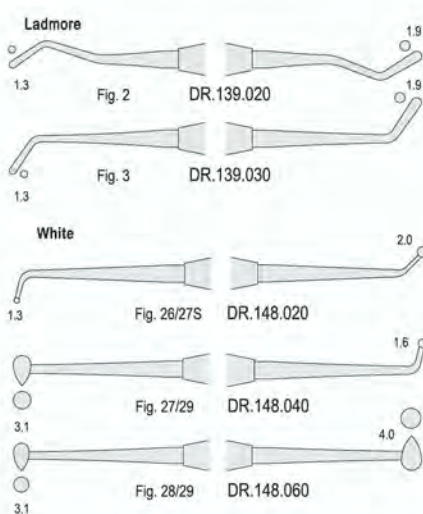 Ladmore
1.9
1.3
Fig. 2 DR.139.020
1.9
Fig. 3 DR.139.030
1.3
White
2.0
1.3
Fig. 26/27S DR.148.020
1.6
Fig. 27/29 DR.148.040
3.1
4.0
Fig. 28/29 DR.148.060
3.1